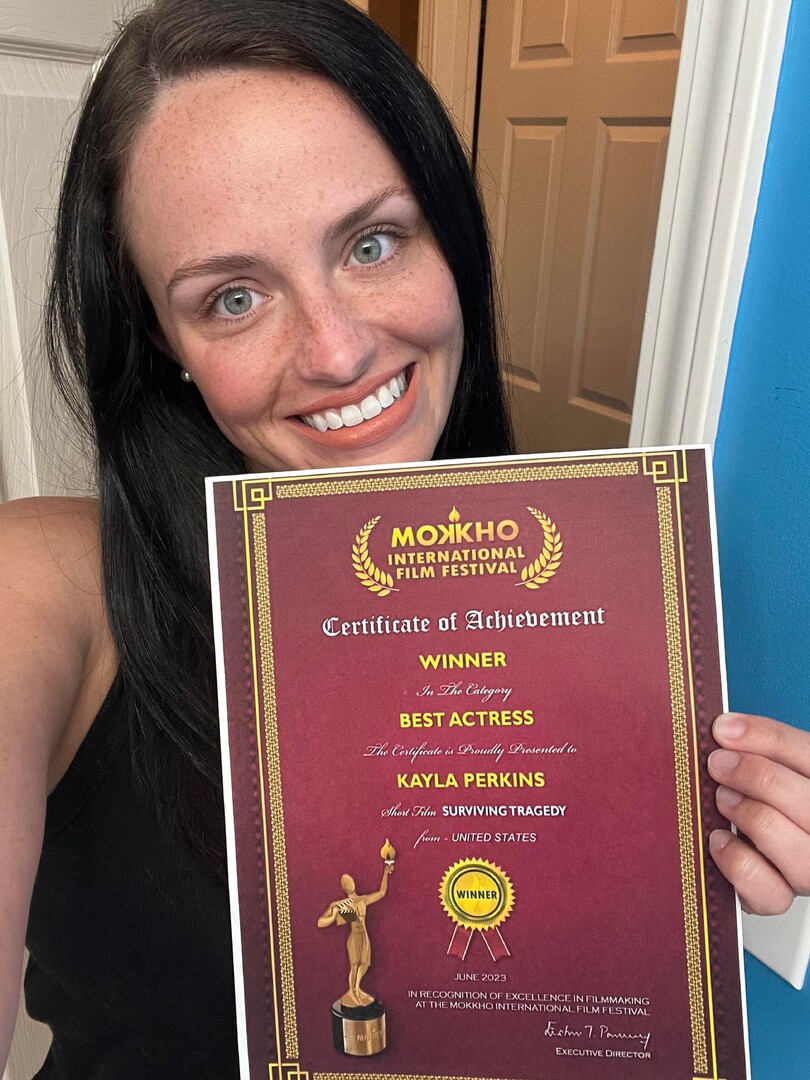 MOKKHO
INTERNATIONAL
FILM FESTIVAL
Certificate of Achievement
WINNER
In The Category
BEST ACTRESS
The Certificate is Proudly Presented to
KAYLA PERKINS
Short Film SURVIVING TRAGEDY
from - UNITED STATES
WINNER
JUNE 2023
IN RECOGNITION OF EXCELLENCE IN FILMMAKING
AT THE MOKKHO INTERNATIONAL FILM FESTIVAL
EXECUTIVE DIRECTOR